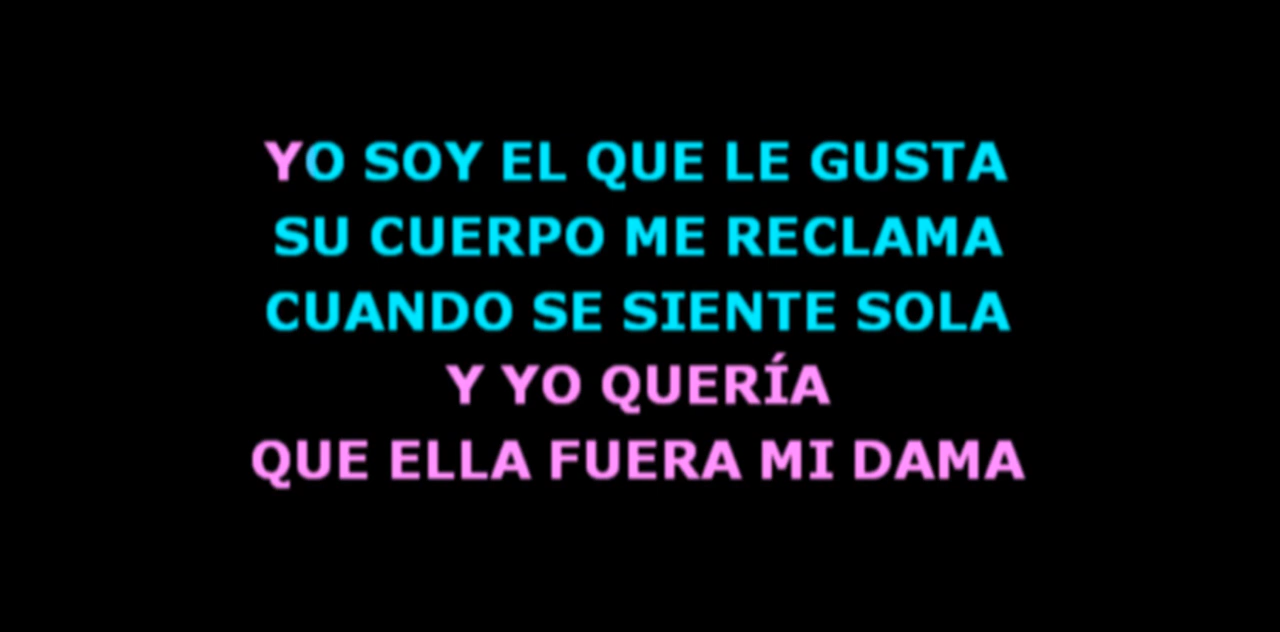 YO SOY EL QUE LE GUSTA
SU CUERPO ME RECLAMA
CUANDO SE SIENTE SOLA
Y YO QUERÍA
QUE ELLA FUERA MI DAMA